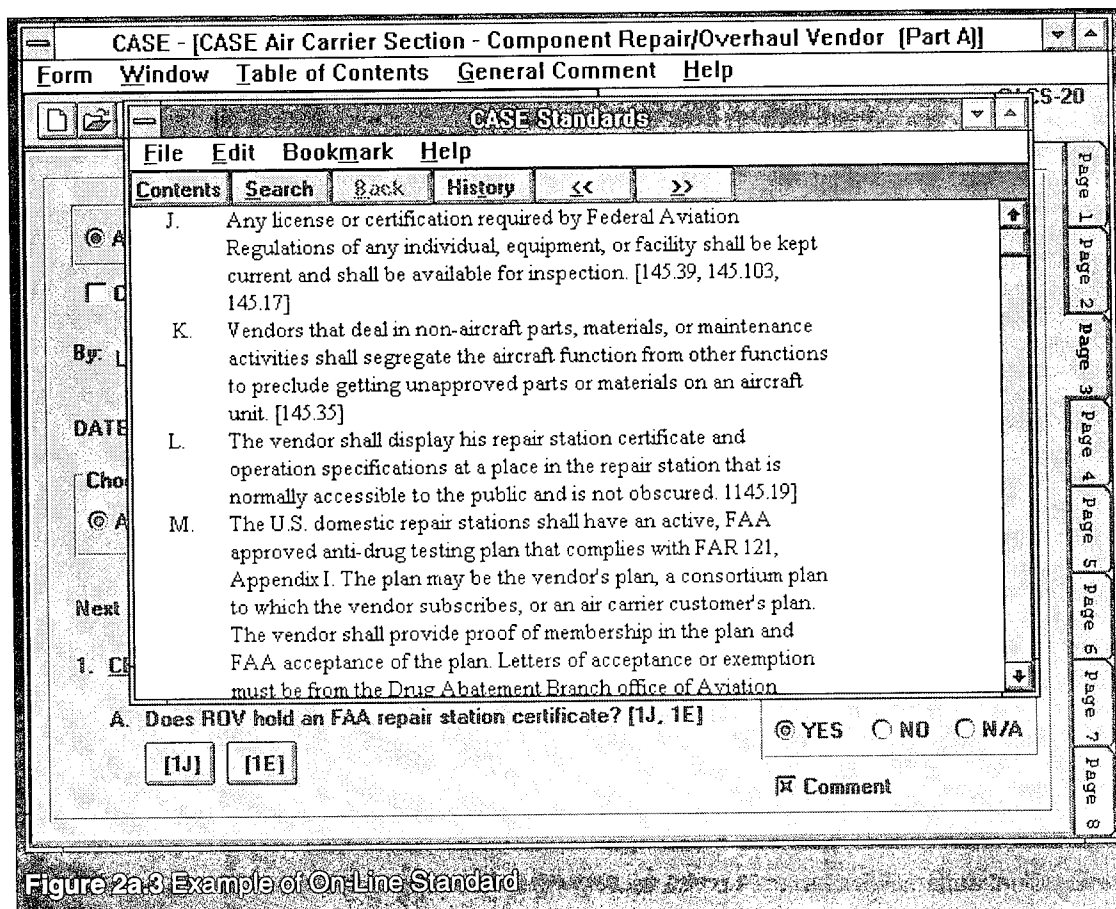 CASE - [CASE Air Carrier Section - Component Repair/Overhaul Vendor (Part A)]
Form Window Table of Contents General Comment Help
CS-20
CASE Standards
File Edit Bookmark Help
Contents Search Back History << >>
J. Any license or certification required by Federal Aviation
Regulations of any individual, equipment, or facility shall be kept
current and shall be available for inspection. [145.39, 145.103,
145.17]
K. Vendors that deal in non-aircraft parts, materials, or maintenance
activities shall segregate the aircraft function from other functions
to preclude getting unapproved parts or materials on an aircraft
unit. [145.35]
L. The vendor shall display his repair station certificate and
operation specifications at a place in the repair station that is
normally accessible to the public and is not obscured. 1145.19]
M. The U.S. domestic repair stations shall have an active, FAA
approved anti-drug testing plan that complies with FAR 121,
Appendix I. The plan may be the vendor's plan, a consortium plan
to which the vendor subscribes, or an air carrier customer's plan.
The vendor shall provide proof of membership in the plan and
FAA acceptance of the plan. Letters of acceptance or exemption
must be from the Drug Abatement Branch office of Aviation
A
By:
DATE
Cho
A
Next
1.
A. Does ROV hold an FAA repair station certificate? [1J, 1E]
[1J] [1E]
YES NO N/A
Comment
Page 1
Page 2
Page 3
Page 4
Page 5
Page 6
Page 7
Page 8
Figure 2a.3 Example of On-Line Standard